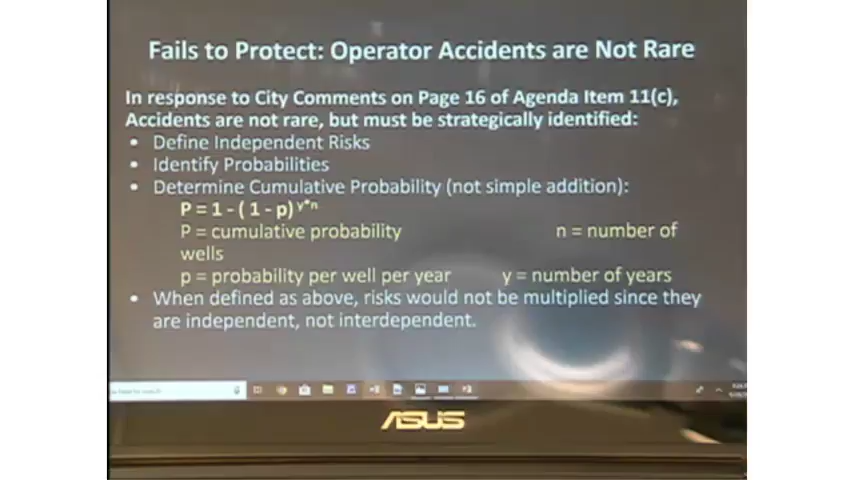 Fails to Protect: Operator Accidents are Not Rare
In response to City Comments on Page 16 of Agenda Item 11(c),
Accidents are not rare, but must be strategically identified:
• Define Independent Risks
• Identify Probabilities
• Determine Cumulative Probability (not simple addition):
P = 1 - ( 1 - p) y*n
P = cumulative probability n = number of
wells
p = probability per well per year y = number of years
• When defined as above, risks would not be multiplied since they
are independent, not interdependent.
ASUS